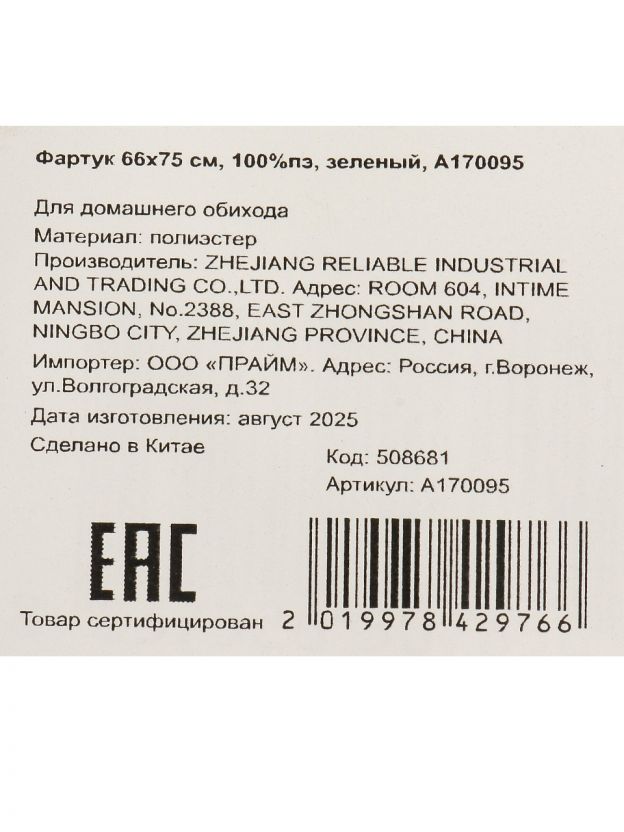 Фартук 66х75 см, 100%пэ, зеленый, А170095
Для домашнего обихода
Материал: полиэстер
Производитель: ZHEJIANG RELIABLE INDUSTRIAL
AND TRADING CO.,LTD. Адрес: ROOM 604, INTIME
MANSION, No.2388, EAST ZHONGSHAN ROAD,
NINGBO CITY, ZHEJIANG PROVINCE, CHINA
Импортер: ООО «ПРАЙМ». Адрес: Россия, г.Воронеж,
ул.Волгоградская, д.32
Дата изготовления: август 2025
Сделано в Китае
Код: 508681
Артикул: А170095
EAC
Товар сертифицирован
2 019978 429766